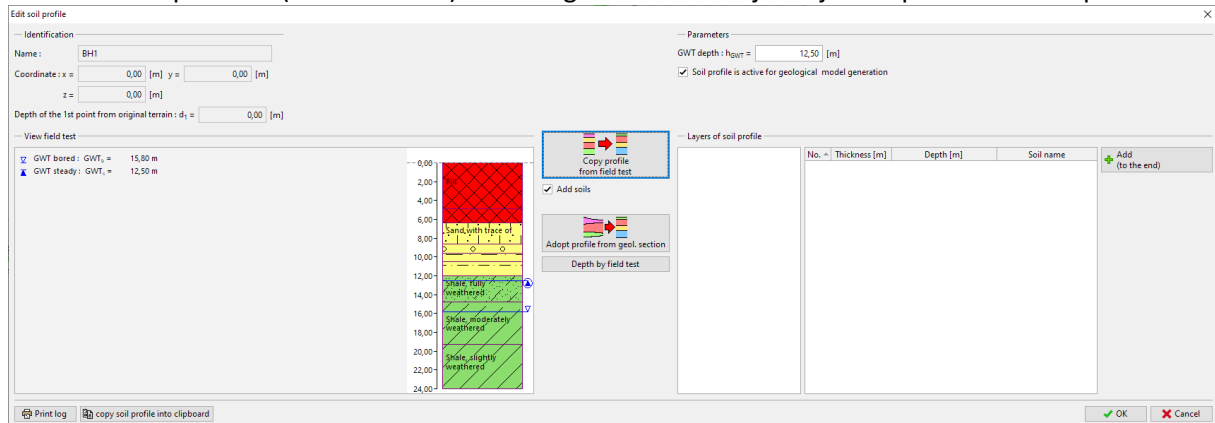 Edit soil profile
Identification
Name : BH1
Coordinate : x = 0,00 [m] y = 0,00 [m]
z = 0,00 [m]
Depth of the 1st point from original terrain : d₁ = 0,00 [m]
Parameters
GWT depth : hGWT = 12,50 [m]
Soil profile is active for geological model generation
View field test
GWT bored : GWTᵤ = 15,80 m
GWT steady : GWTₛ = 12,50 m
0,00
2,00
4,00
6,00
8,00
10,00
12,00
14,00
16,00
18,00
20,00
22,00
24,00
Sand with trace of
Shale, fully
weathered
Shale, moderately
weathered
Shale, slightly
weathered
Copy profile
from field test
Add soils
Adopt profile from geol. section
Depth by field test
Layers of soil profile
No. Thickness [m] Depth [m] Soil name
Add
(to the end)
Print log
copy soil profile into clipboard
OK
Cancel